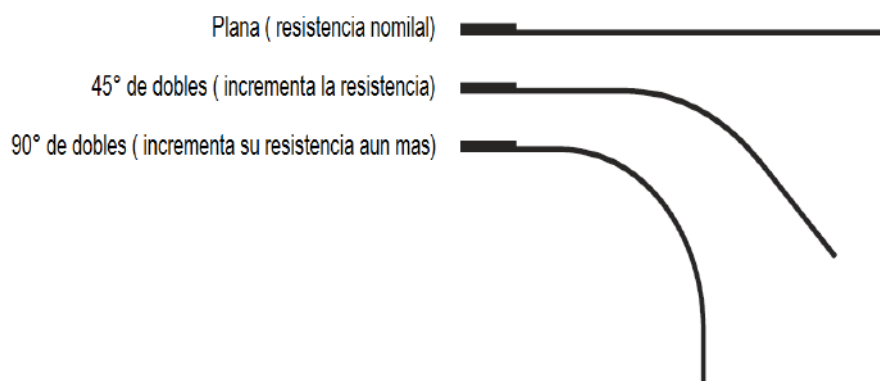 Plana ( resistencia nomilal)
45° de dobles ( incrementa la resistencia)
90° de dobles ( incrementa su resistencia aun mas)